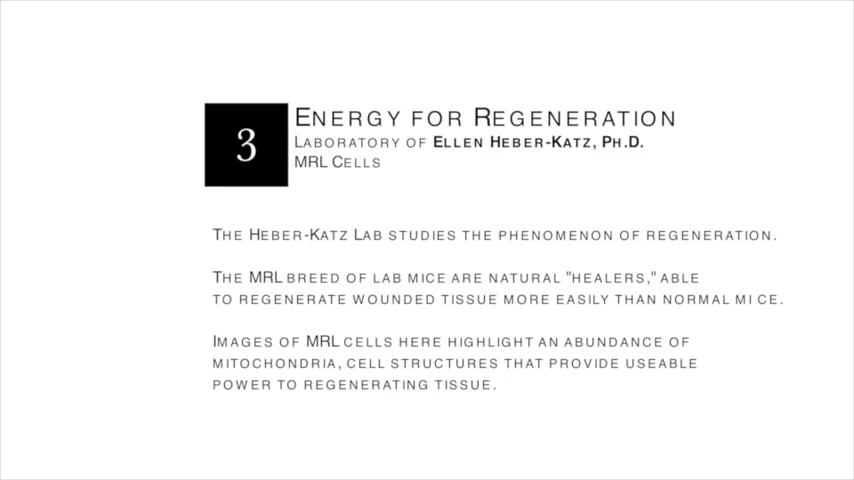 3
ENERGY FOR REGENERATION
LABORATORY OF ELLEN HEBER-KATZ, PH.D.
MRL CELLS
THE HEBER-KATZ LAB STUDIES THE PHENOMENON OF REGENERATION.
THE MRL BREED OF LAB MICE ARE NATURAL "HEALERS," ABLE
TO REGENERATE WOUNDED TISSUE MORE EASILY THAN NORMAL MI CE.
IMAGES OF MRL CELLS HERE HIGHLIGHT AN ABUNDANCE OF
MITOCHONDRIA, CELL STRUCTURES THAT PROVIDE USEABLE
POWER TO REGENERATING TISSUE.